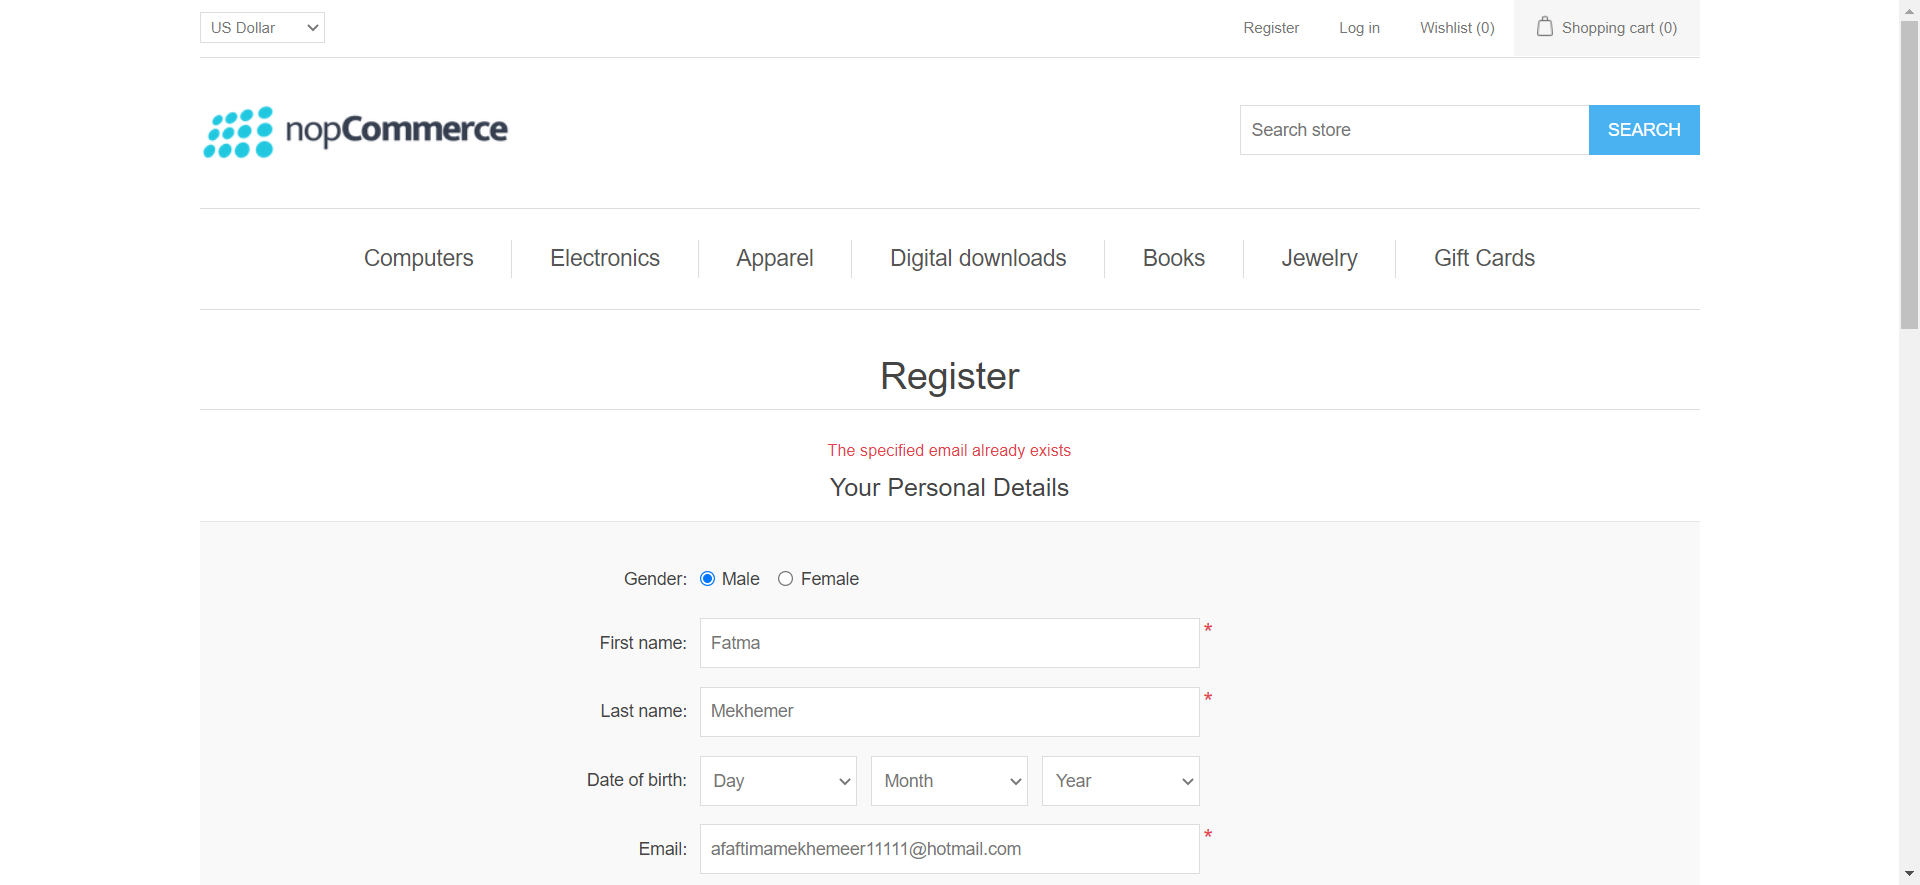 US Dollar
Register Log in Wishlist (0) Shopping cart (0)
nopCommerce
Search store SEARCH
Computers Electronics Apparel Digital downloads Books Jewelry Gift Cards
Register
The specified email already exists
Your Personal Details
Gender: Male Female
First name: Fatma *
Last name: Mekhemer *
Date of birth: Day Month Year
Email: afaftimamekhemeer11111@hotmail.com *